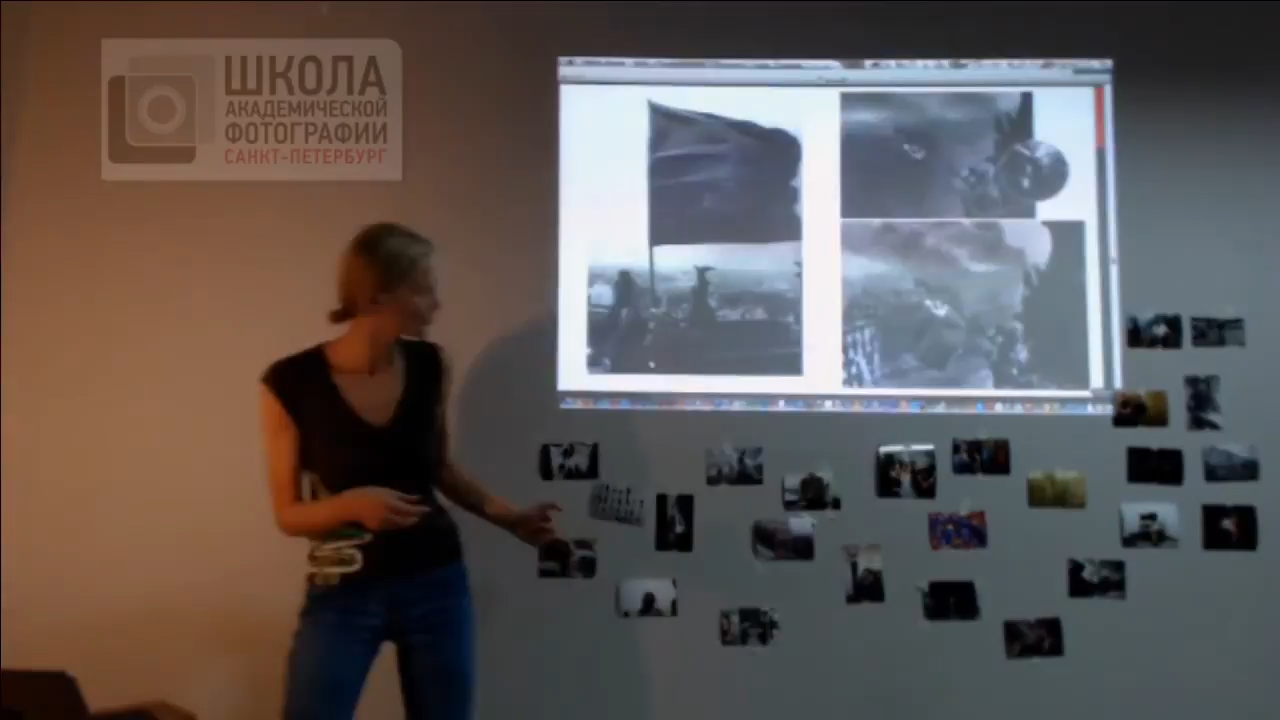 ШКОЛА
АКАДЕМИЧЕСКОЙ
ФОТОГРАФИИ
САНКТ-ПЕТЕРБУРГ